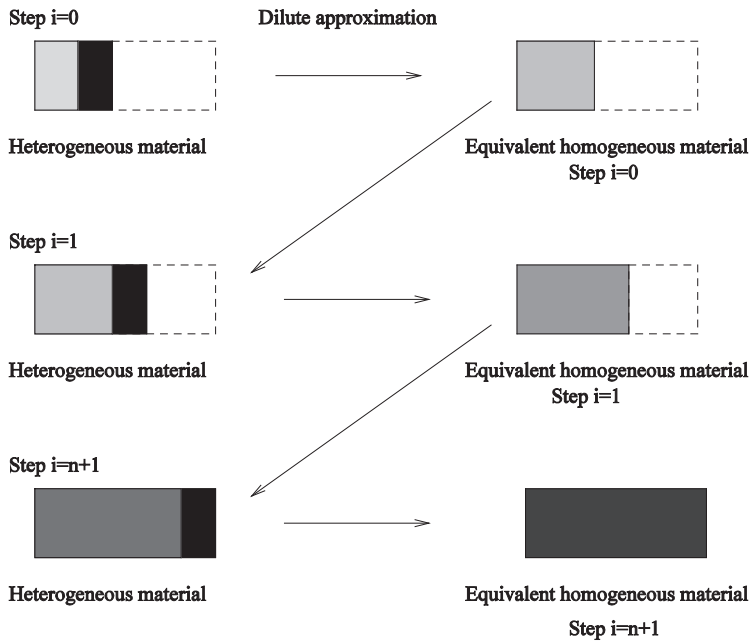 Step i=0
Dilute approximation
Heterogeneous material
Equivalent homogeneous material
Step i=0
Step i=1
Heterogeneous material
Equivalent homogeneous material
Step i=1
Step i=n+1
Heterogeneous material
Equivalent homogeneous material
Step i=n+1